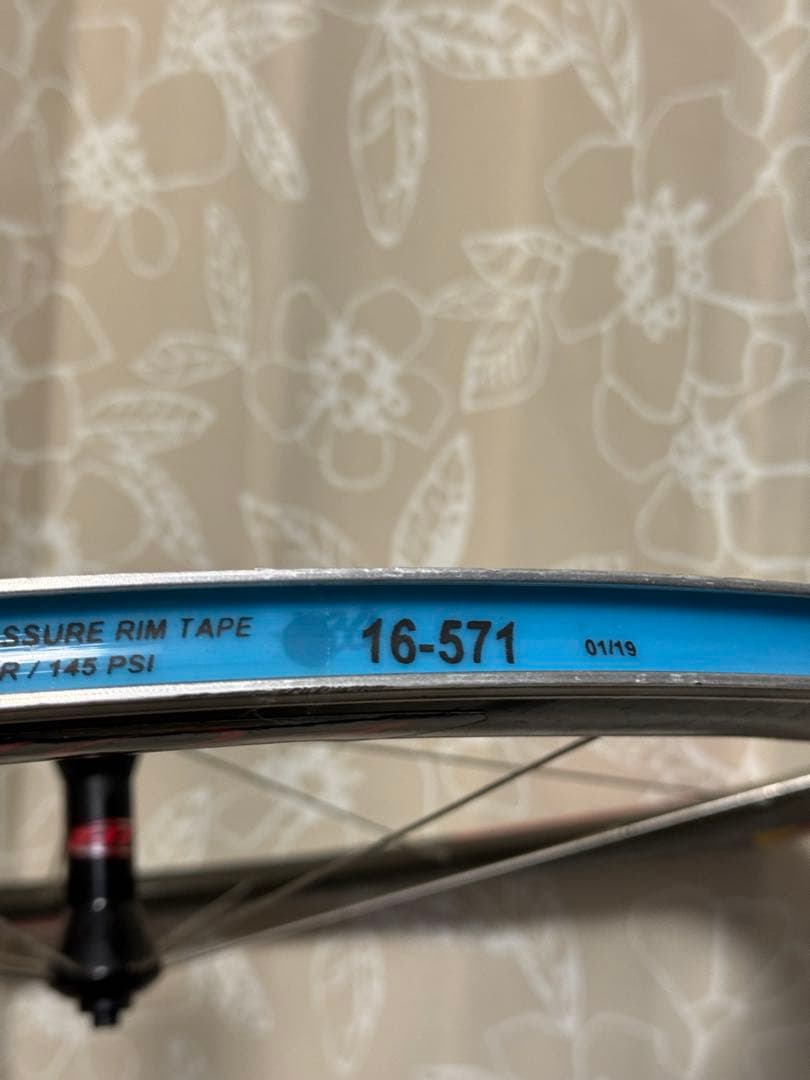 SSURE RIM TAPE
R / 145 PSI
16-571
01/19